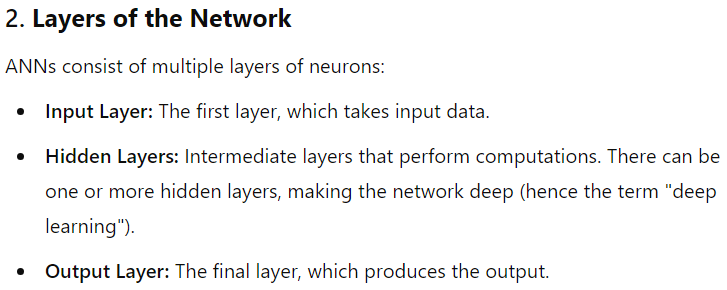 2. Layers of the Network
ANNs consist of multiple layers of neurons:
• Input Layer: The first layer, which takes input data.
• Hidden Layers: Intermediate layers that perform computations. There can be
one or more hidden layers, making the network deep (hence the term "deep
learning").
• Output Layer: The final layer, which produces the output.